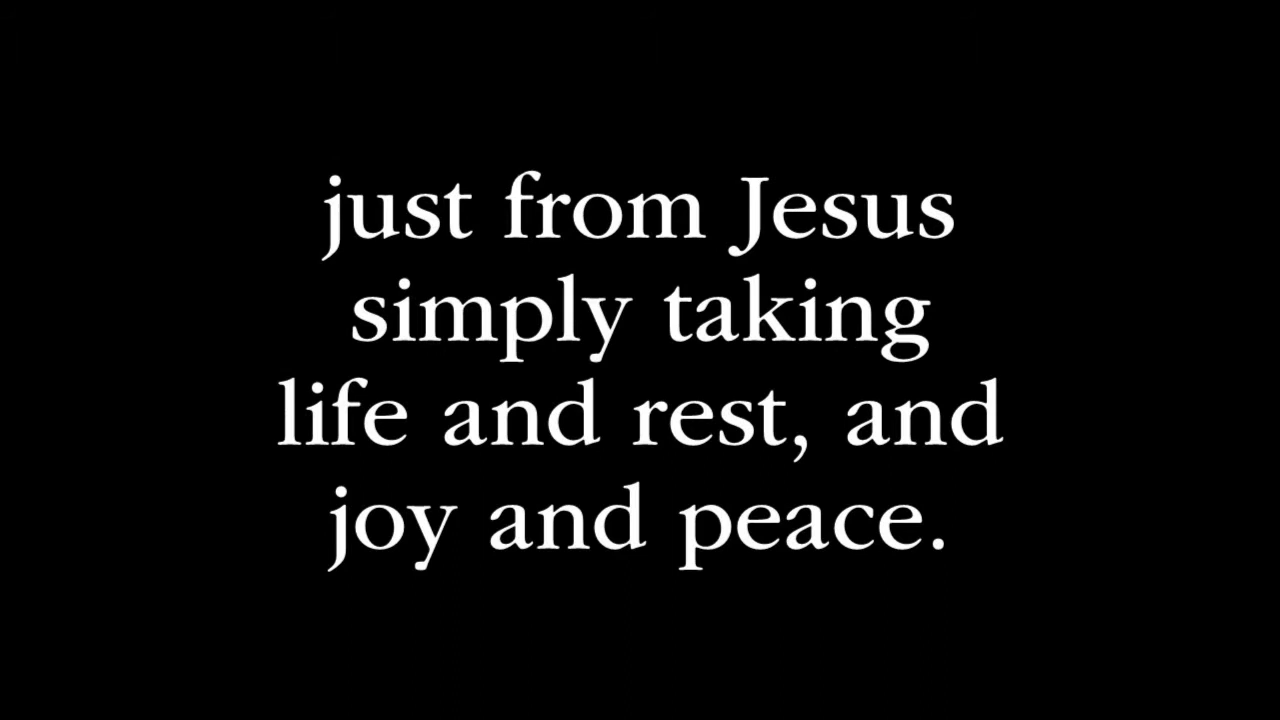 just from Jesus
simply taking
life and rest, and
joy and peace.